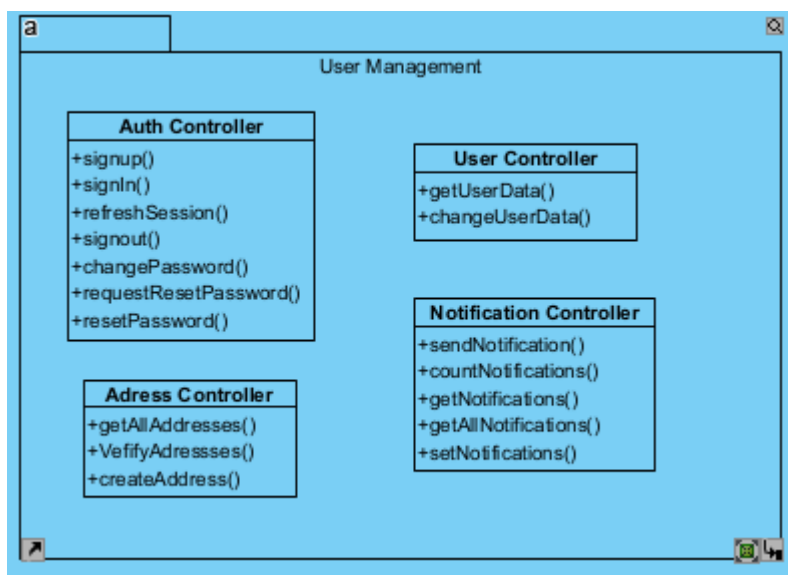 a
User Management
Auth Controller
+signup()
+signIn()
+refreshSession()
+signout()
+changePassword()
+requestResetPassword()
+resetPassword()
User Controller
+getUserData()
+changeUserData()
Adress Controller
+getAllAddresses()
+VefifyAdressses()
+createAddress()
Notification Controller
+sendNotification()
+countNotifications()
+getNotifications()
+getAllNotifications()
+setNotifications()